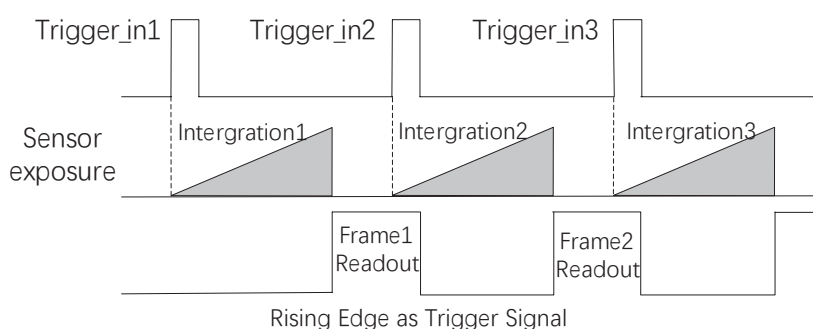 Trigger_in1 Trigger_in2 Trigger_in3
Sensor
exposure
Intergration1 Intergration2 Intergration3
Frame1
Readout
Frame2
Readout
Rising Edge as Trigger Signal